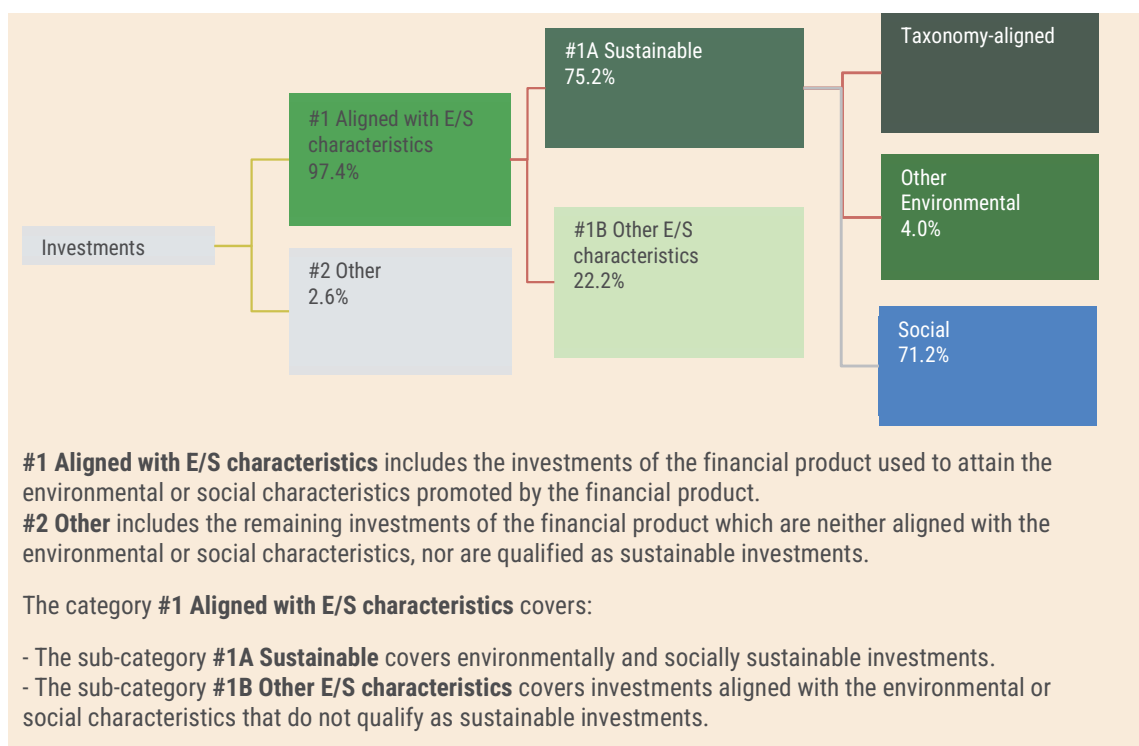 Investments
#1 Aligned with E/S
characteristics
97.4%
#2 Other
2.6%
#1A Sustainable
75.2%
#1B Other E/S
characteristics
22.2%
Taxonomy-aligned
Other
Environmental
4.0%
Social
71.2%
#1 Aligned with E/S characteristics includes the investments of the financial product used to attain the
environmental or social characteristics promoted by the financial product.
#2 Other includes the remaining investments of the financial product which are neither aligned with the
environmental or social characteristics, nor are qualified as sustainable investments.
The category #1 Aligned with E/S characteristics covers:
- The sub-category #1A Sustainable covers environmentally and socially sustainable investments.
- The sub-category #1B Other E/S characteristics covers investments aligned with the environmental or
social characteristics that do not qualify as sustainable investments.